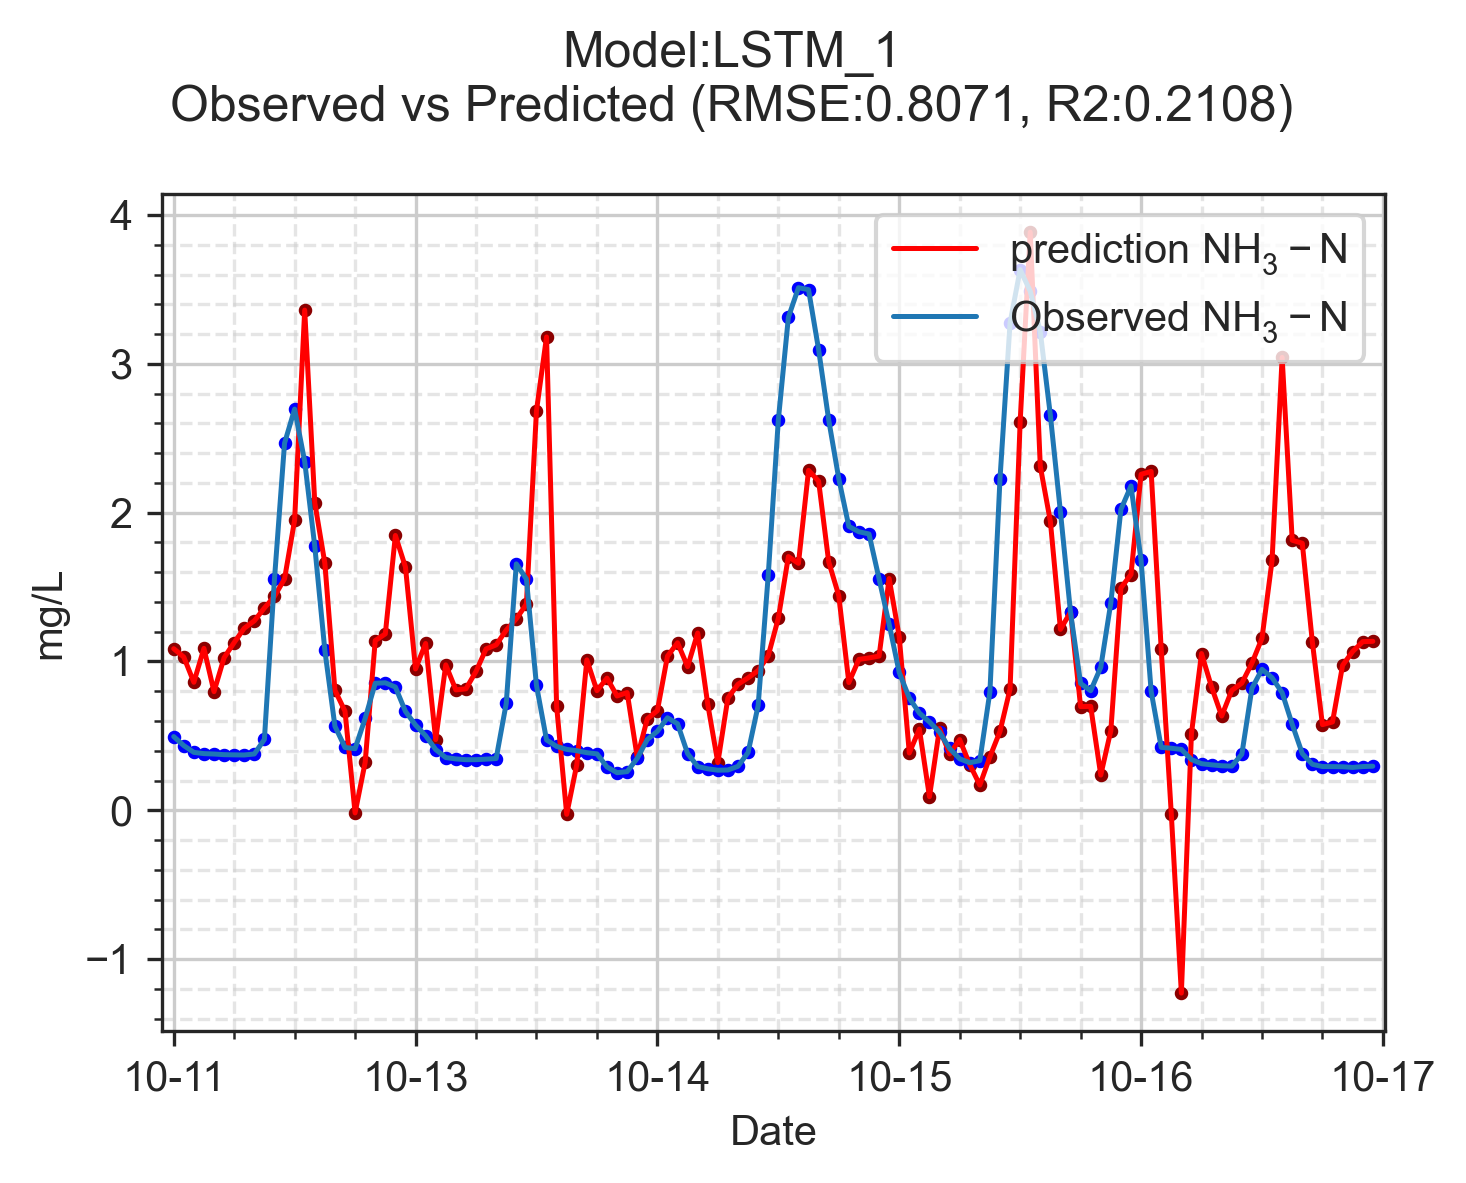 Model:LSTM_1
Observed vs Predicted (RMSE:0.8071, R2:0.2108)
prediction NH₃ − N
Observed NH₃ − N
4
3
2
1
0
−1
mg/L
10-11 10-13 10-14 10-15 10-16 10-17
Date